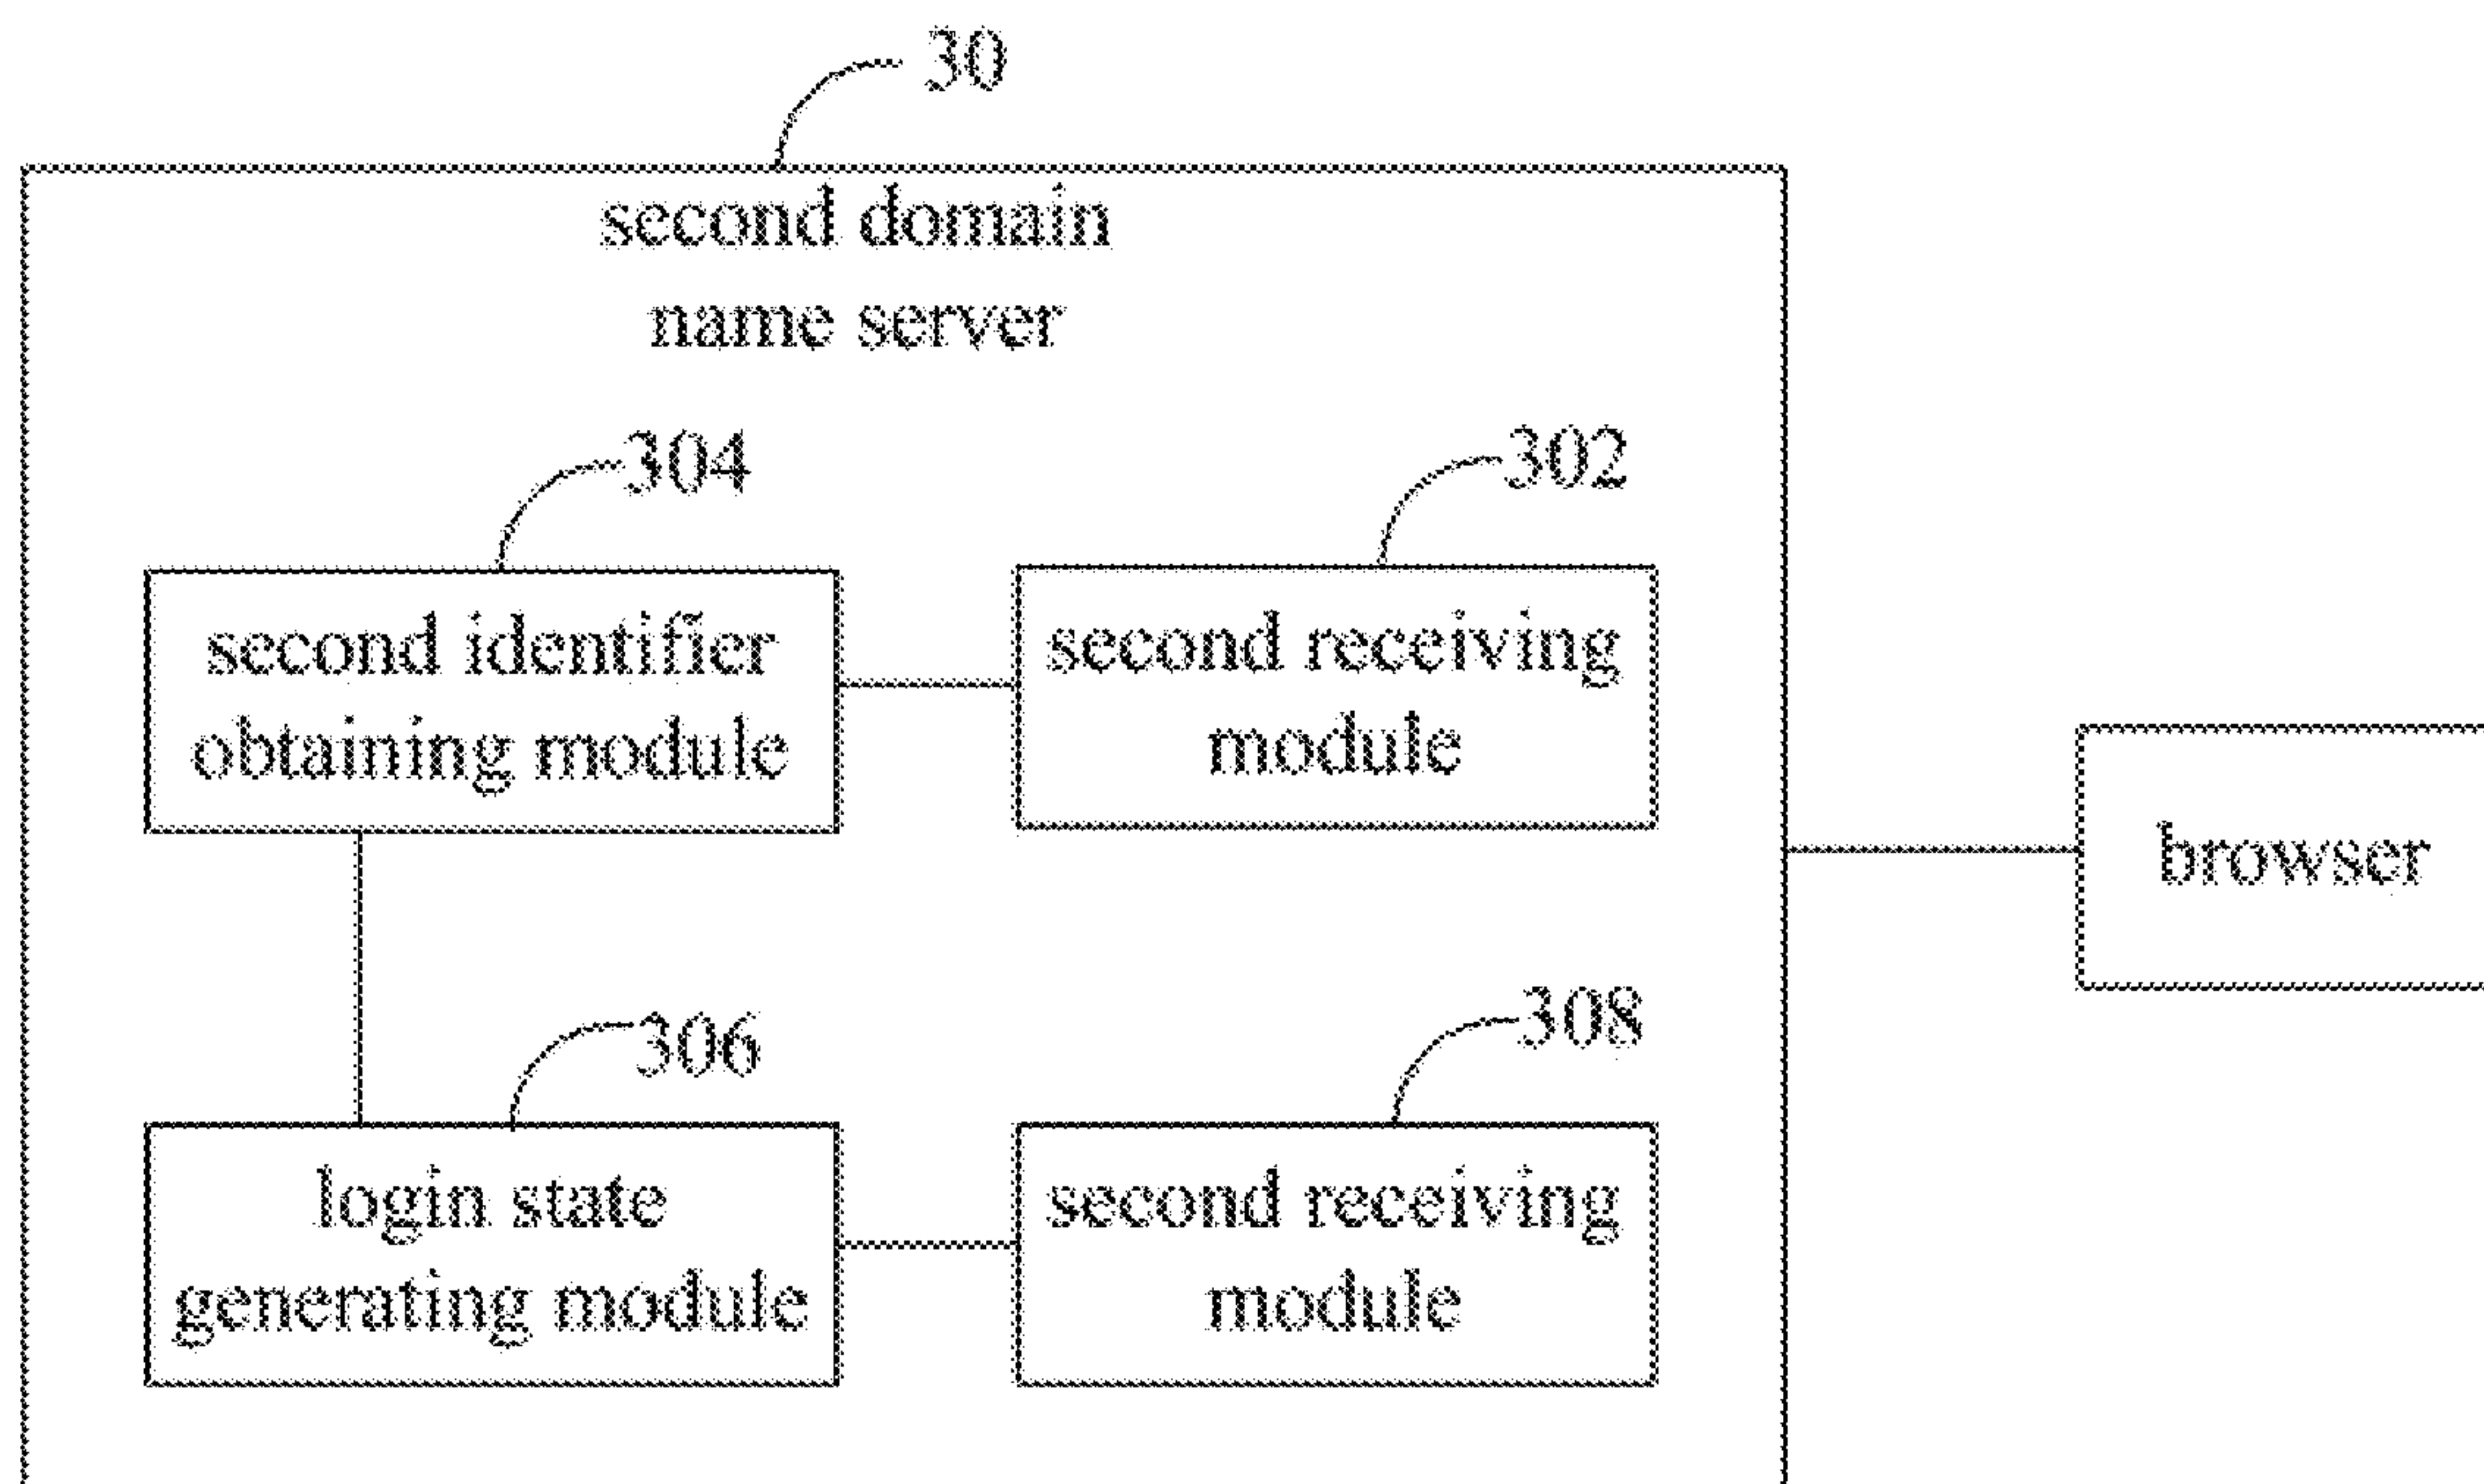 30
second domain
name server
304
302
second identifier
obtaining module
second receiving
module
browser
306
308
login state
generating module
second receiving
module